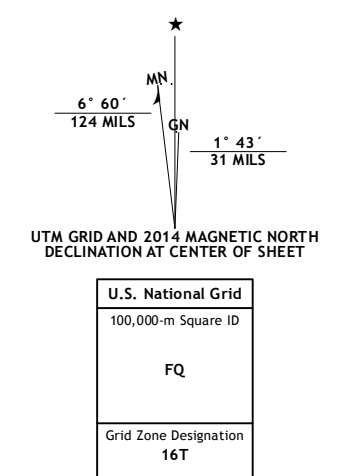 ★
MN
6° 60´
124 MILS
GN
1° 43´
31 MILS
UTM GRID AND 2014 MAGNETIC NORTH
DECLINATION AT CENTER OF SHEET
U.S. National Grid
100,000-m Square ID
FQ
Grid Zone Designation
16T